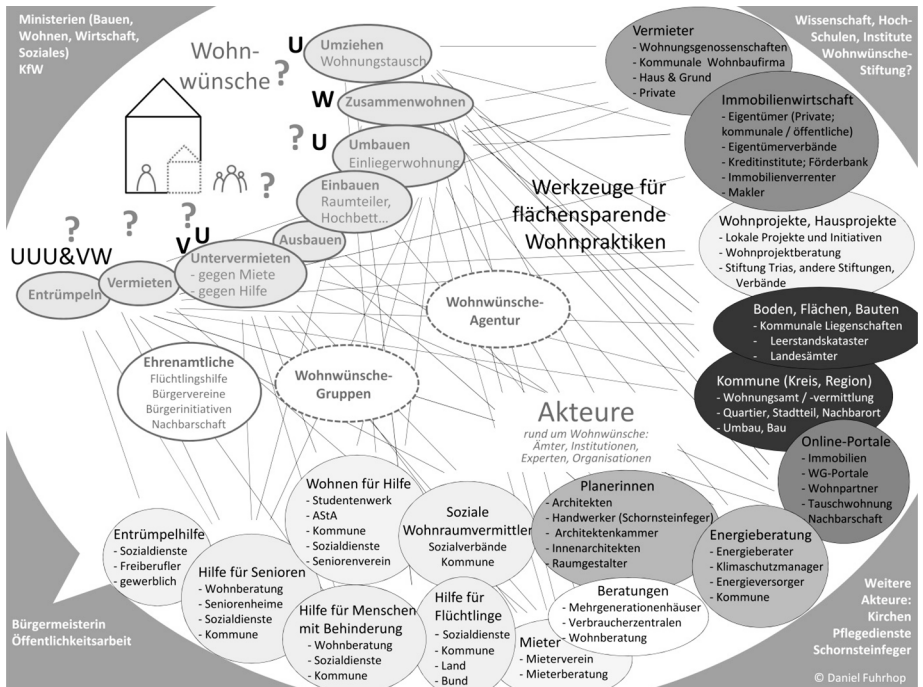 Ministerien (Bauen,
Wohnen, Wirtschaft,
Soziales)
KfW
Wissenschaft, Hoch-
Schulen, Institute
Wohnwünsche-
Stiftung?
Wohn-
wünsche
?
?
?
?
?
?
U
Umziehen
Wohnungstausch
W
Zusammenwohnen
U
Umbauen
Einliegerwohnung
Einbauen
Raumteiler,
Hochbett...
Ausbauen
V U
Untervermieten
- gegen Miete
- gegen Hilfe
Vermieten
UUU&VW
Entrümpeln
Werkzeuge für
flächensparende
Wohnpraktiken
Vermieter
- Wohnungsgenossenschaften
- Kommunale Wohnbaufirma
- Haus & Grund
- Private
Immobilienwirtschaft
- Eigentümer (Private;
kommunale / öffentliche)
- Eigentümerverbände
- Kreditinstitute; Förderbank
- Immobilienverrenter
- Makler
Wohnprojekte, Hausprojekte
- Lokale Projekte und Initiativen
- Wohnprojektberatung
- Stiftung Trias, andere Stiftungen,
Verbände
Boden, Flächen, Bauten
- Kommunale Liegenschaften
- Leerstandskataster
- Landesämter
Kommune (Kreis, Region)
- Wohnungsamt / -vermittlung
- Quartier, Stadtteil, Nachbarort
- Umbau, Bau
Online-Portale
- Immobilien
- WG-Portale
- Wohnpartner
- Tauschwohnung
Nachbarschaft
Wohnwünsche-
Agentur
Wohnwünsche-
Gruppen
Ehrenamtliche
Flüchtlingshilfe
Bürgervereine
Bürgerinitiativen
Nachbarschaft
Akteure
rund um Wohnwünsche:
Ämter, Institutionen,
Experten, Organisationen
Entrümpelhilfe
- Sozialdienste
- Freiberufler
- gewerblich
Hilfe für Senioren
- Wohnberatung
- Seniorenheime
- Sozialdienste
- Kommune
Wohnen für Hilfe
- Studentenwerk
- AStA
- Kommune
- Sozialdienste
- Seniorenverein
Hilfe für Menschen
mit Behinderung
- Wohnberatung
- Sozialdienste
- Kommune
Soziale
Wohnraumvermittler
Sozialverbände
Kommune
Hilfe für
Flüchtlinge
- Sozialdienste
- Kommune
- Land
- Bund
Planerinnen
- Architekten
- Handwerker (Schornsteinfeger)
- Architektenkammer
- Innenarchitekten
- Raumgestalter
Beratungen
- Mehrgenerationenhäuser
- Verbraucherzentralen
- Wohnberatung
Mieter
- Mieterverein
- Mieterberatung
Energieberatung
- Energieberater
- Klimaschutzmanager
- Energieversorger
- Kommune
Bürgermeisterin
Öffentlichkeitsarbeit
Weitere
Akteure:
Kirchen
Pflegedienste
Schornsteinfeger
© Daniel Fuhrhop